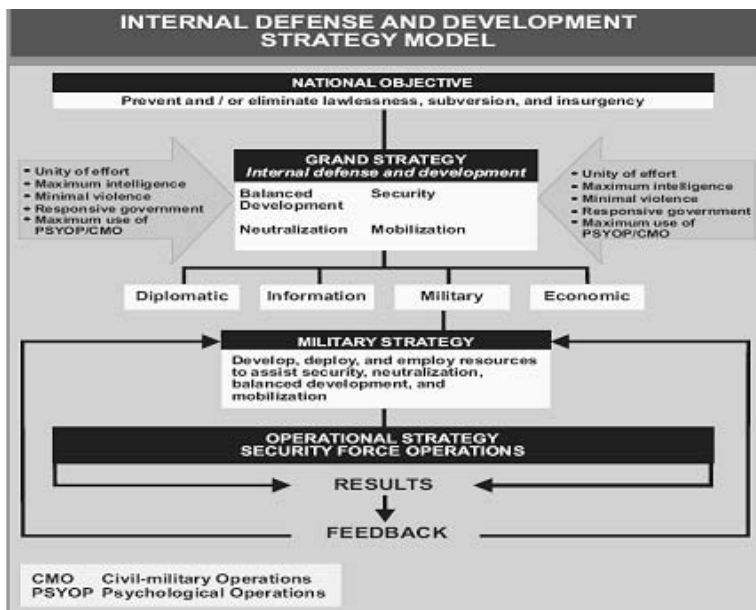 INTERNAL DEFENSE AND DEVELOPMENT
STRATEGY MODEL
NATIONAL OBJECTIVE
Prevent and / or eliminate lawlessness, subversion, and insurgency
• Unity of effort
• Maximum intelligence
• Minimal violence
• Responsive government
• Maximum use of
PSYOP/CMO
GRAND STRATEGY
Internal defense and development
Balanced
Development
Security
Neutralization
Mobilization
• Unity of effort
• Maximum intelligence
• Minimal violence
• Responsive government
• Maximum use of
PSYOP/CMO
Diplomatic
Information
Military
Economic
MILITARY STRATEGY
Develop, deploy, and employ resources
to assist security, neutralization,
balanced development, and
mobilization
OPERATIONAL STRATEGY
SECURITY FORCE OPERATIONS
RESULTS
FEEDBACK
CMO Civil-military Operations
PSYOP Psychological Operations